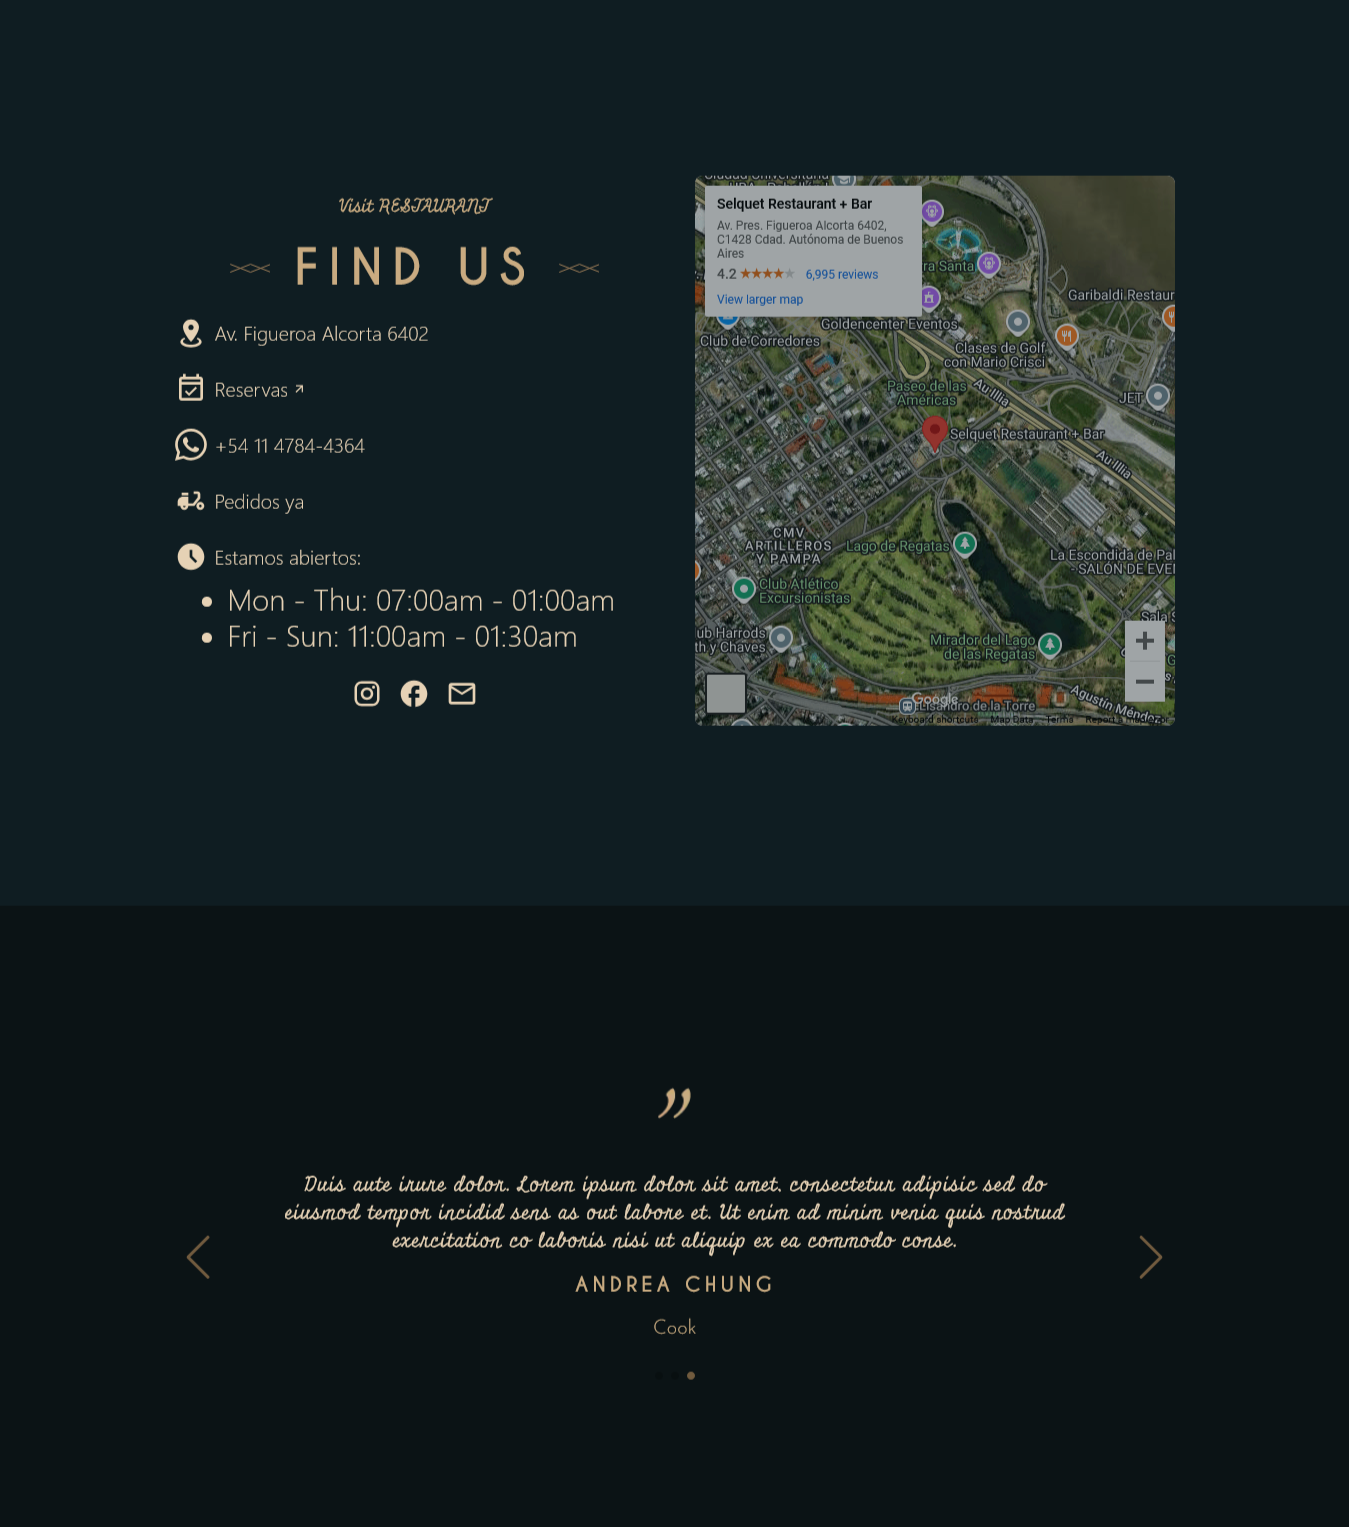 Visit RESTAURANT
FIND US
Av. Figueroa Alcorta 6402
Reservas
+54 11 4784-4364
Pedidos ya
Estamos abiertos:
Mon - Thu: 07:00am - 01:00am
Fri - Sun: 11:00am - 01:30am
Ciudad Universitaria
Selquet Restaurant + Bar
Av. Pres. Figueroa Alcorta 6402,
C1428 Cdad. Autónoma de Buenos
Aires
4.2 6,995 reviews
View larger map
ra Santa
Garibaldi Restaur
Goldencenter Eventos
Club de Corredores
Clases de Golf
con Mario Crisci
Paseo de las
Américas
Au Illia
JET
Selquet Restaurant + Bar
Au Illia
CMV
ARTILLEROS
Y PAMPA
Lago de Regatas
La Escondida de Pal
- SALÓN DE EVEN
Club Atlético
Excursionistas
Sala S
ub Harrods
th y Chaves
Mirador del Lago
de las Regatas
Agustín Méndez
Google
Lisandro de la Torre
Keyboard shortcuts Map Data Terms
”
Duis aute irure dolor. Lorem ipsum dolor sit amet, consectetur adipisic sed do
eiusmod tempor incidid sens as out labore et. Ut enim ad minim venia quis nostrud
exercitation co laboris nisi ut aliquip ex ea commodo conse.
ANDREA CHUNG
Cook